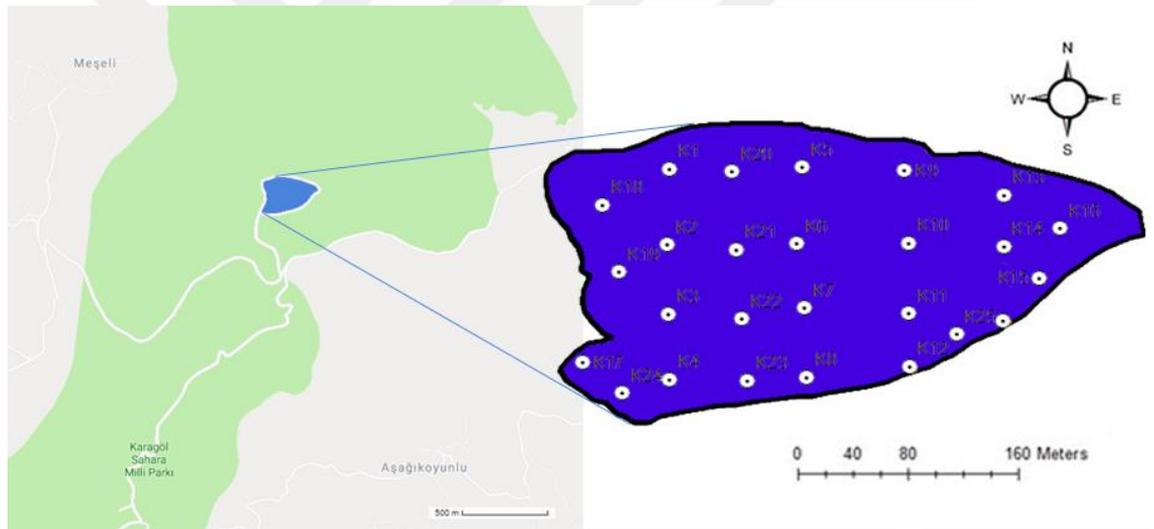 Meşeli
N
W
E
S
K1
K20
K5
K9
K13
K18
K16
K2
K21
K6
K10
K14
K19
K15
K3
K22
K7
K11
K25
K17
K24
K4
K23
K8
K12
Karagöl
Sahara
Milli Parkı
Aşağıkoyunlu
500 m
0 40 80 160 Meters